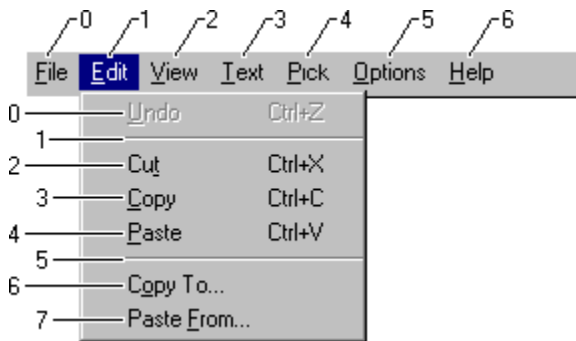 0 1 2 3 4 5 6
File Edit View Text Pick Options Help
0 Undo Ctrl+Z
1
2 Cut Ctrl+X
3 Copy Ctrl+C
4 Paste Ctrl+V
5
6 Copy To...
7 Paste From...